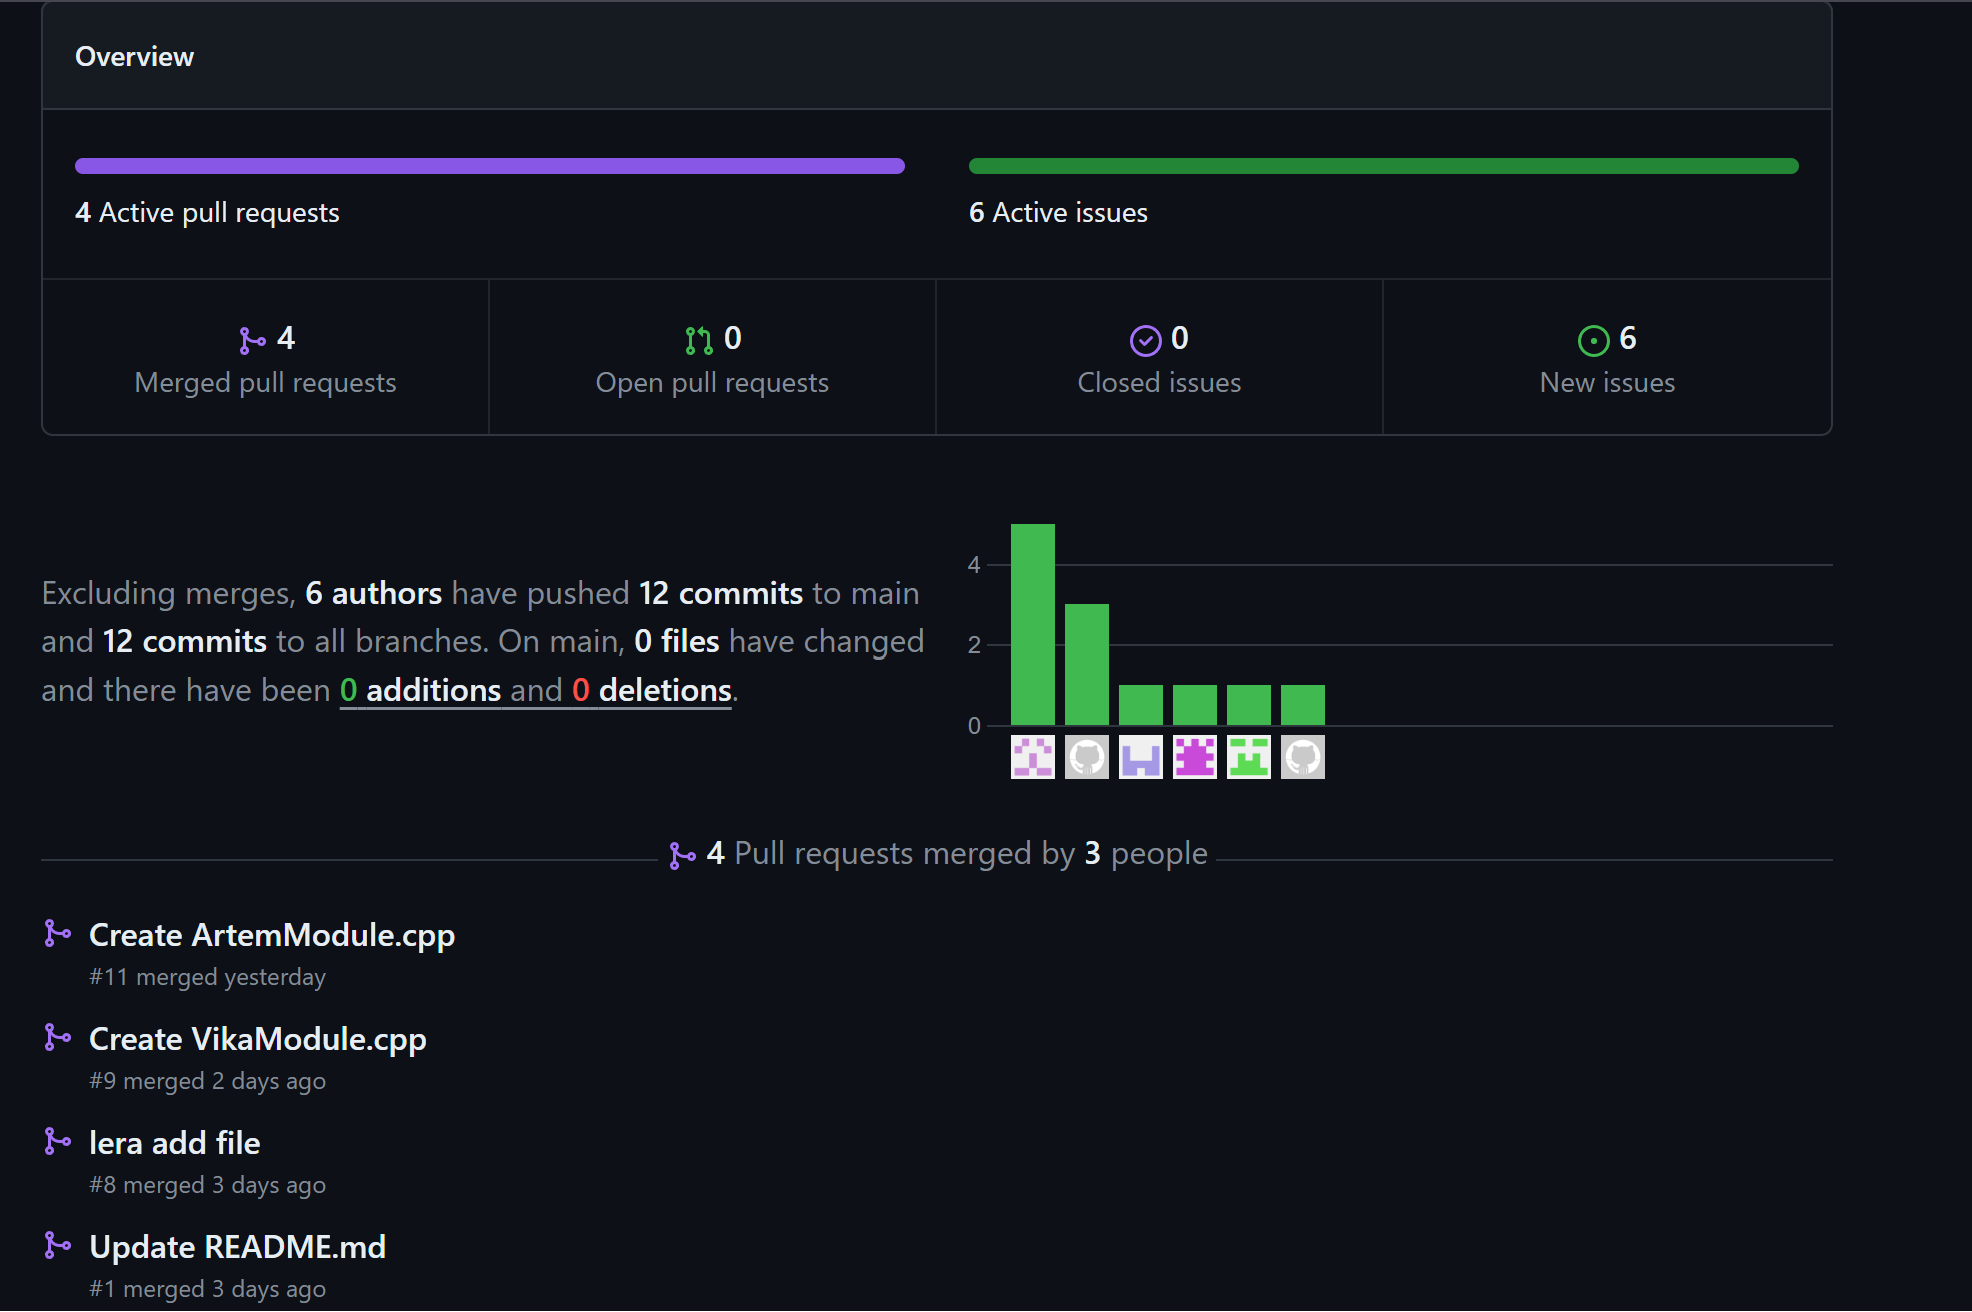 Overview
4 Active pull requests
6 Active issues
4
Merged pull requests
0
Open pull requests
0
Closed issues
6
New issues
Excluding merges, 6 authors have pushed 12 commits to main
and 12 commits to all branches. On main, 0 files have changed
and there have been 0 additions and 0 deletions.
4
2
0
4 Pull requests merged by 3 people
Create ArtemModule.cpp
#11 merged yesterday
Create VikaModule.cpp
#9 merged 2 days ago
lera add file
#8 merged 3 days ago
Update README.md
#1 merged 3 days ago